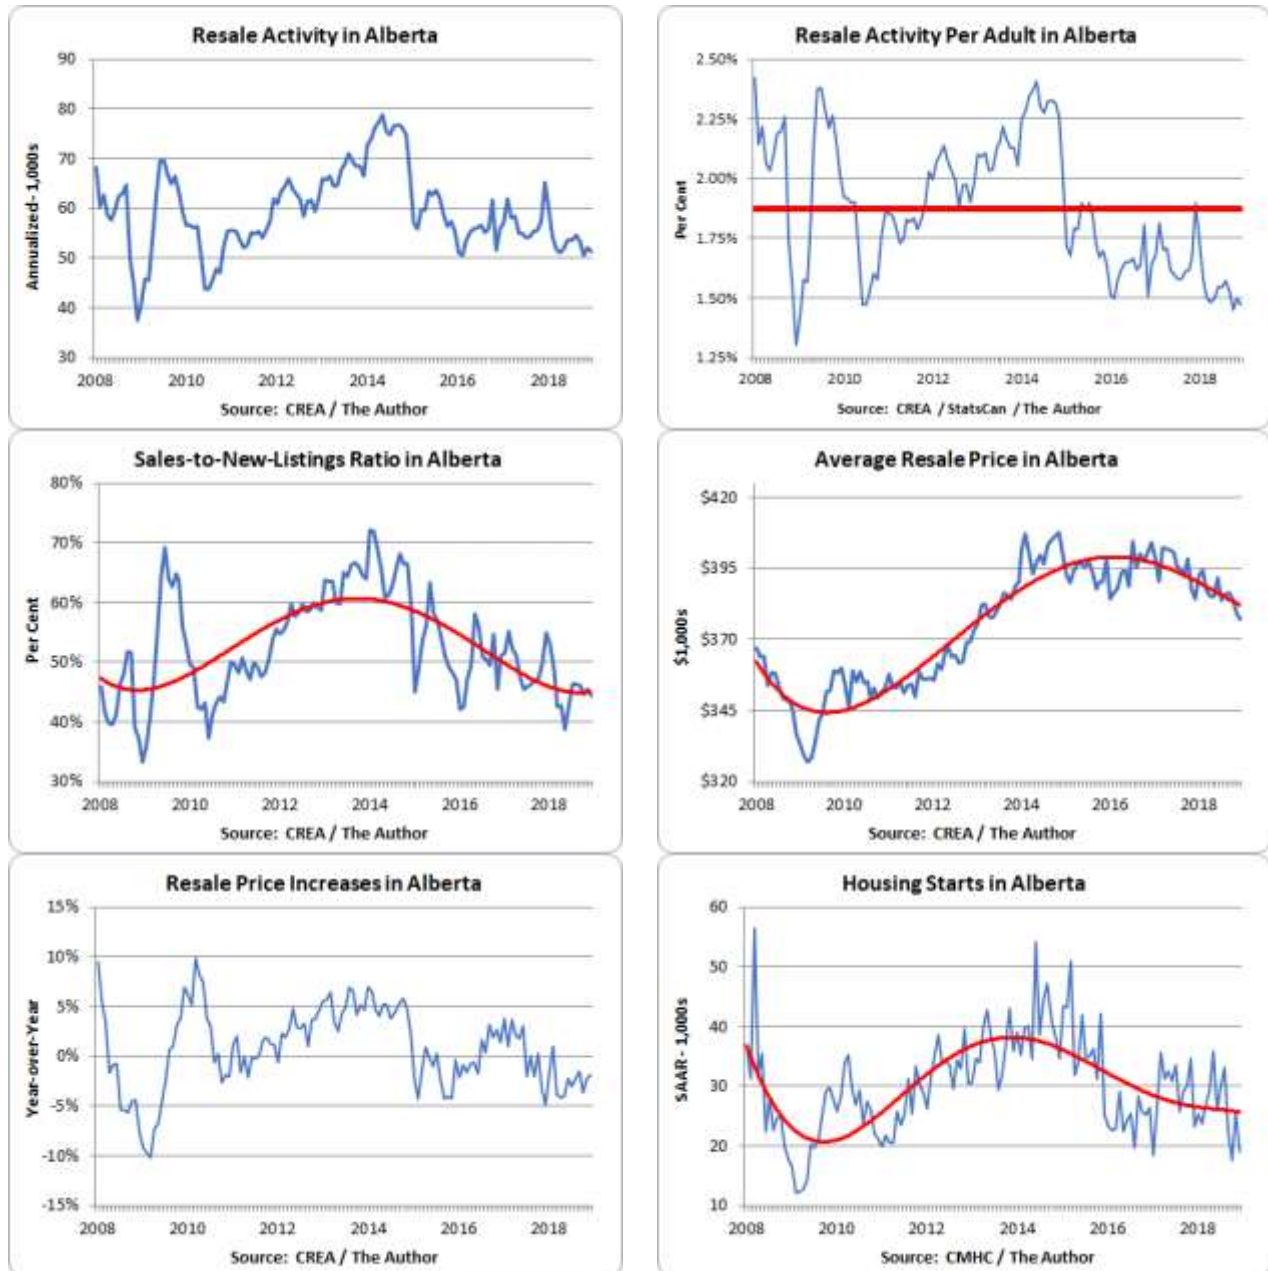 Resale Activity in Alberta
Annualized- 1,000s
90
80
70
60
50
40
30
2008 2010 2012 2014 2016 2018
Source: CREA / The Author
Resale Activity Per Adult in Alberta
Per Cent
2.50%
2.25%
2.00%
1.75%
1.50%
1.25%
2008 2010 2012 2014 2016 2018
Source: CREA / StatsCan / The Author
Sales-to-New-Listings Ratio in Alberta
Per Cent
80%
70%
60%
50%
40%
30%
2008 2010 2012 2014 2016 2018
Source: CREA / The Author
Average Resale Price in Alberta
$1,000s
$420
$395
$370
$345
$320
2008 2010 2012 2014 2016 2018
Source: CREA / The Author
Resale Price Increases in Alberta
Year-over-Year
15%
10%
5%
0%
-5%
-10%
-15%
2008 2010 2012 2014 2016 2018
Source: CREA / The Author
Housing Starts in Alberta
SAAR - 1,000s
60
50
40
30
20
10
2008 2010 2012 2014 2016 2018
Source: CMHC / The Author